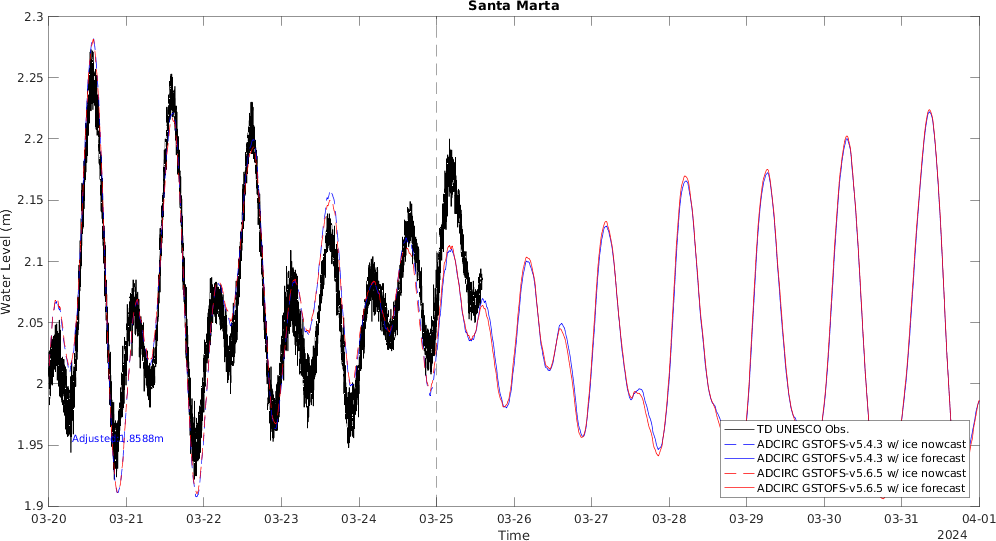 Santa Marta
Water Level (m)
2.3
2.25
2.2
2.15
2.1
2.05
2
1.95
1.9
Adjusted 1.8588m
TD UNESCO Obs.
ADCIRC GSTOFS-v5.4.3 w/ ice nowcast
ADCIRC GSTOFS-v5.4.3 w/ ice forecast
ADCIRC GSTOFS-v5.6.5 w/ ice nowcast
ADCIRC GSTOFS-v5.6.5 w/ ice forecast
03-20 03-21 03-22 03-23 03-24 03-25 03-26 03-27 03-28 03-29 03-30 03-31 04-01
Time
2024